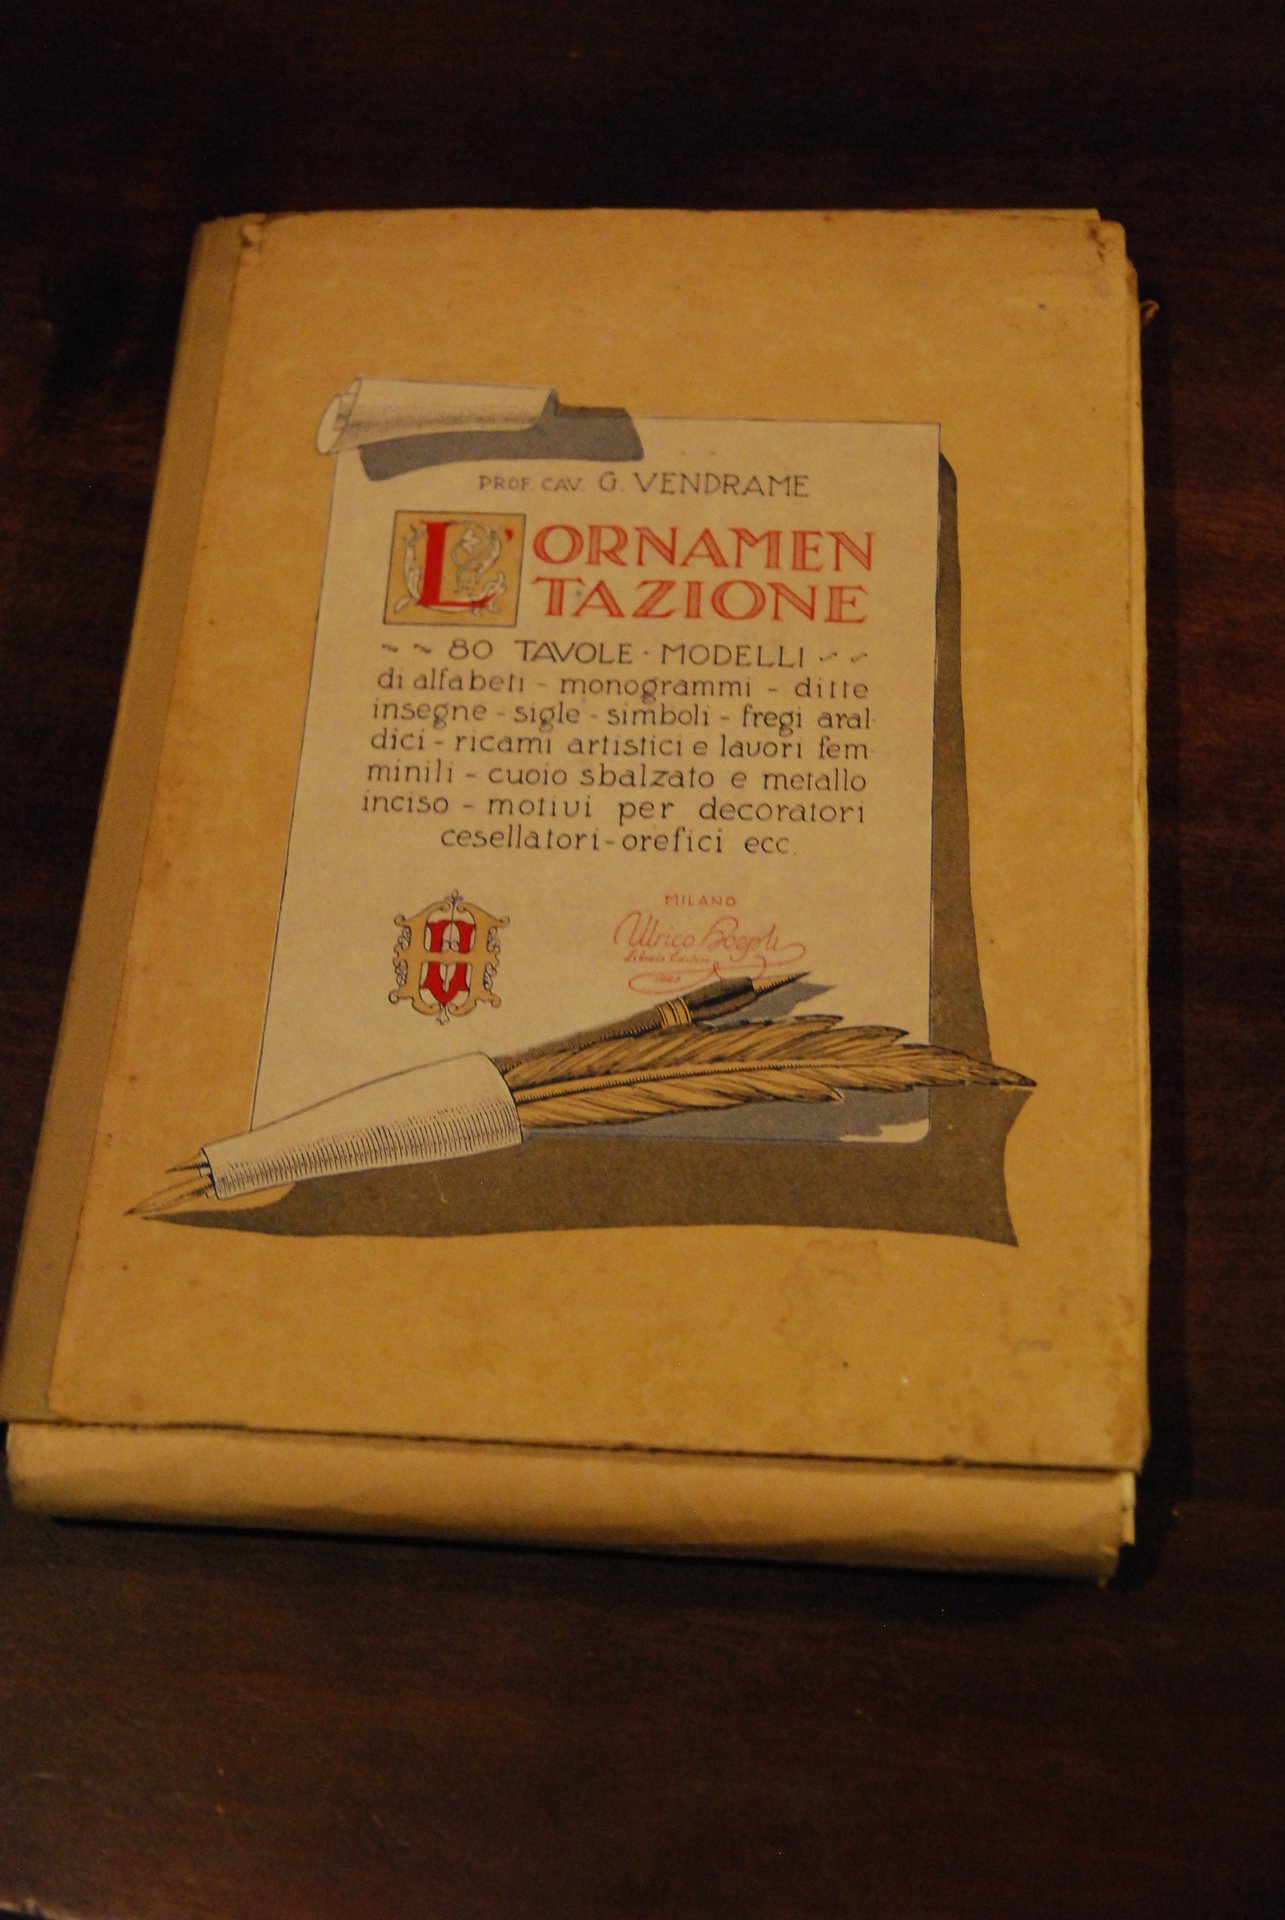 PROF. CAV. G. VENDRAME
L'ORNAMEN
TAZIONE
80 TAVOLE · MODELLI
di alfabeti - monogrammi - ditte
insegne - sigle - simboli - fregi aral
dici - ricami artistici e lavori fem
minili - cuoio sbalzato e metallo
inciso - motivi per decoratori
cesellatori - orefici ecc.
MILANO
Ulrico Hoepli